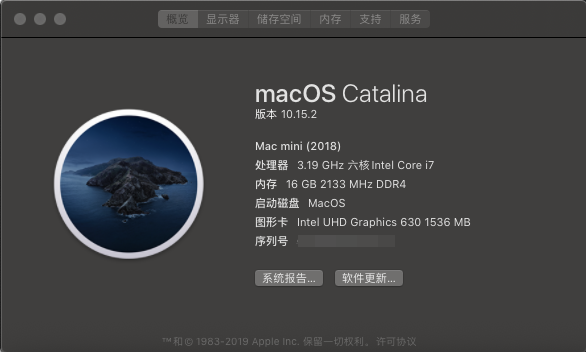 概览 显示器 储存空间 内存 支持 服务
macOS Catalina
版本 10.15.2
Mac mini (2018)
处理器 3.19 GHz 六核Intel Core i7
内存 16 GB 2133 MHz DDR4
启动磁盘 MacOS
图形卡 Intel UHD Graphics 630 1536 MB
序列号
系统报告... 软件更新...
™和© 1983-2019 Apple Inc. 保留一切权利。许可协议